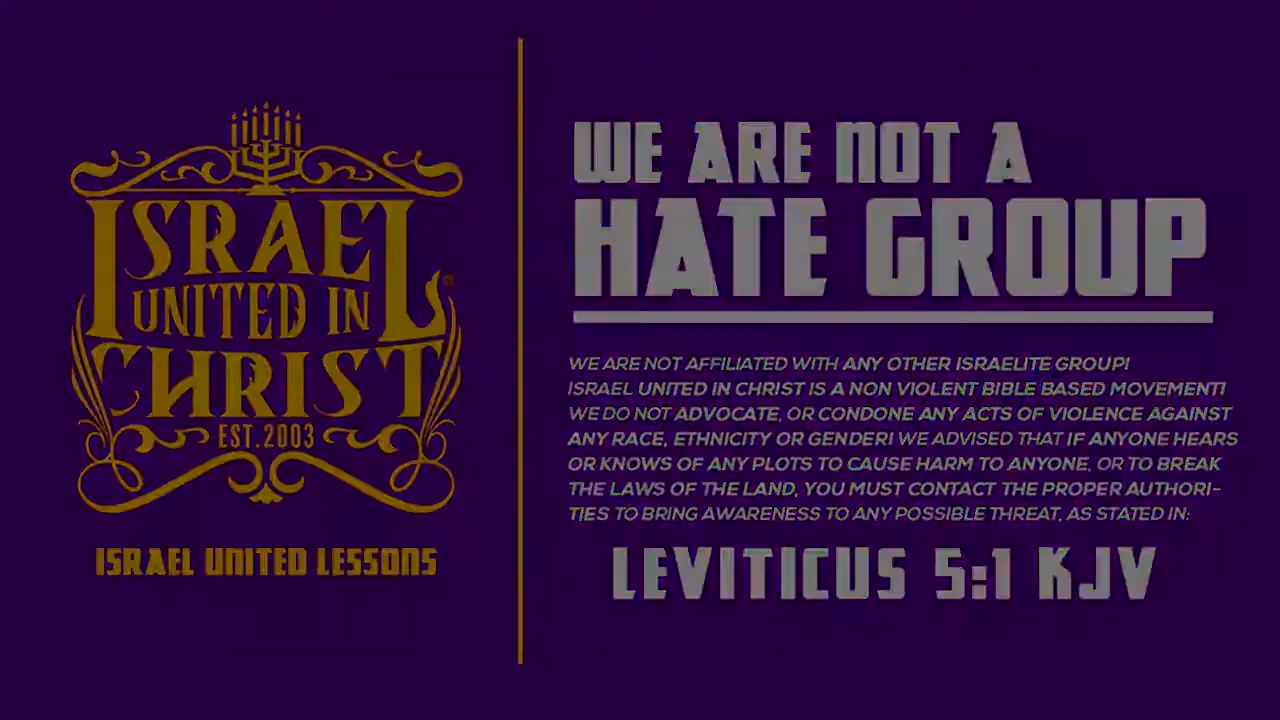 ISRAEL
UNITED IN
CHRIST
EST.2003
ISRAEL UNITED LESSONS
WE ARE NOT A
HATE GROUP
WE ARE NOT AFFILIATED WITH ANY OTHER ISRAELITE GROUP!
ISRAEL UNITED IN CHRIST IS A NON VIOLENT BIBLE BASED MOVEMENT!
WE DO NOT ADVOCATE, OR CONDONE ANY ACTS OF VIOLENCE AGAINST
ANY RACE, ETHNICITY OR GENDER! WE ADVISED THAT IF ANYONE HEARS
OR KNOWS OF ANY PLOTS TO CAUSE HARM TO ANYONE, OR TO BREAK
THE LAWS OF THE LAND, YOU MUST CONTACT THE PROPER AUTHORI-
TIES TO BRING AWARENESS TO ANY POSSIBLE THREAT, AS STATED IN:
LEVITICUS 5:1 KJV